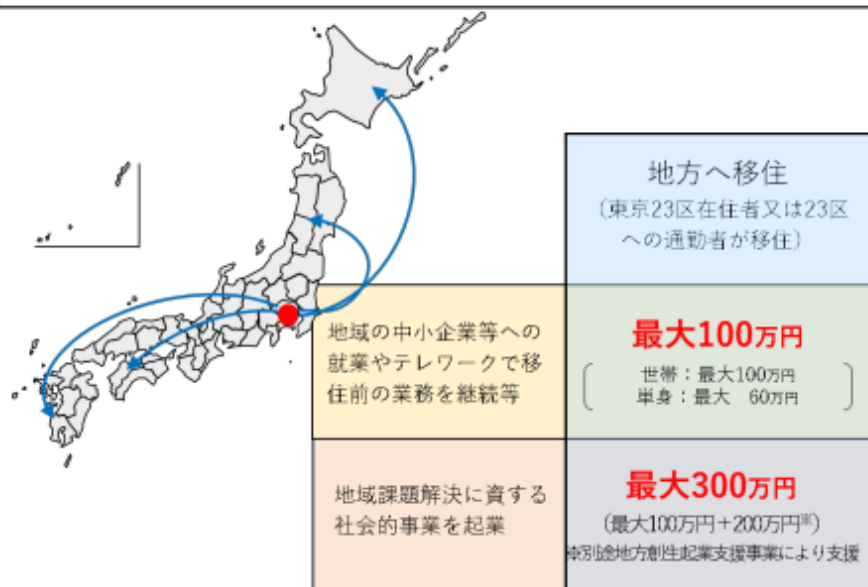 地方へ移住
(東京23区在住者又は23区
への通勤者が移住)
地域の中小企業等への
就業やテレワークで移
住前の業務を継続等
最大100万円
世帯：最大100万円
単身：最大 60万円
地域課題解決に資する
社会的事業を起業
最大300万円
(最大100万円＋200万円※)
※別途地方創生起業支援事業により支援